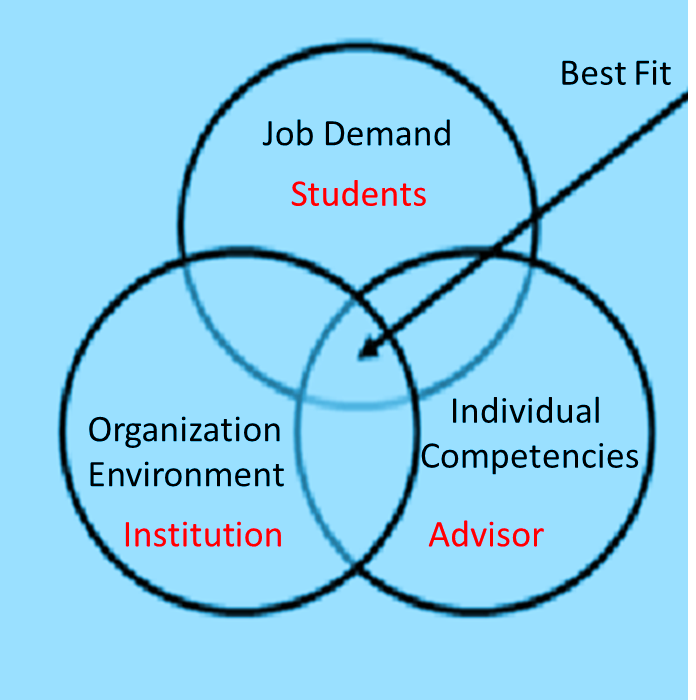 Best Fit
Job Demand
Students
Organization
Environment
Institution
Individual
Competencies
Advisor